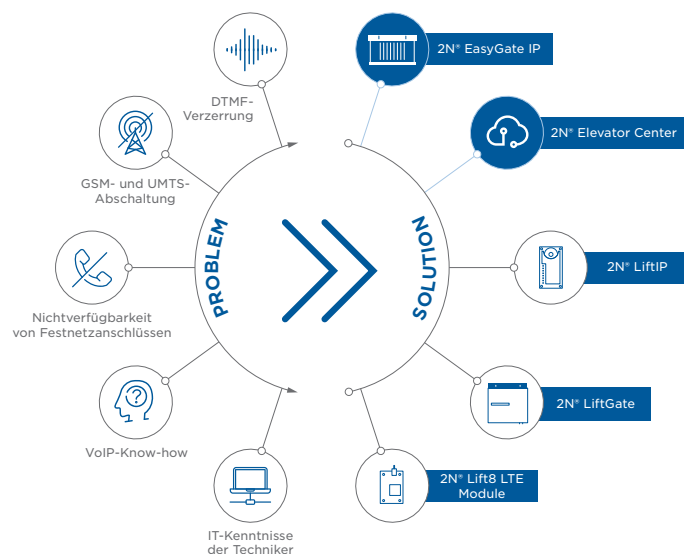 DTMF-
Verzerrung
GSM- und UMTS-
Abschaltung
Nichtverfügbarkeit
von Festnetzanschlüssen
VoIP-Know-how
IT-Kenntnisse
der Techniker
PROBLEM
SOLUTION
2N® EasyGate IP
2N® Elevator Center
2N® LiftIP
2N® LiftGate
2N® Lift8 LTE
Module